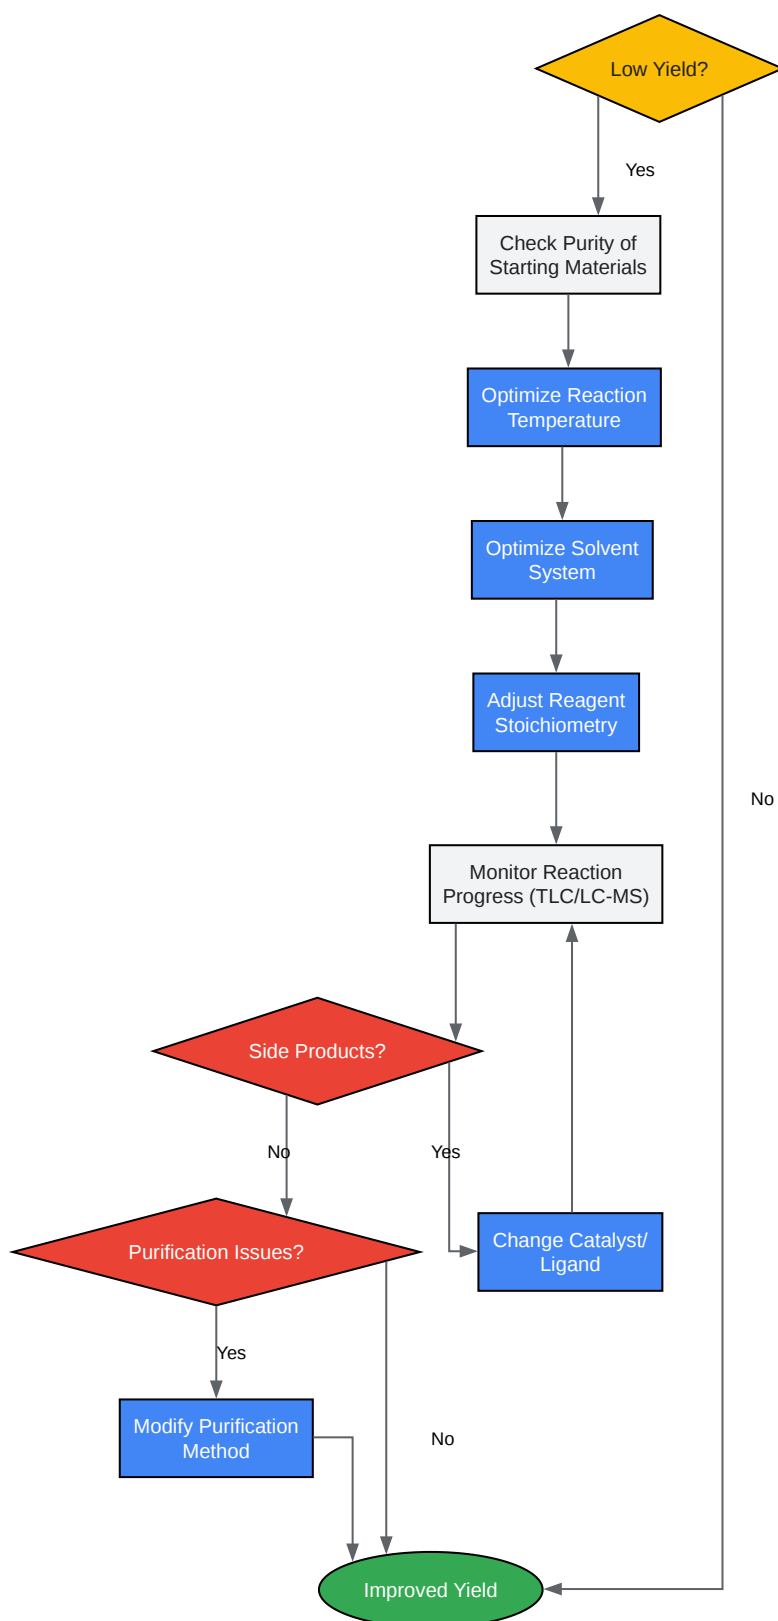 Low Yield?
Yes
Check Purity of
Starting Materials
Optimize Reaction
Temperature
Optimize Solvent
System
Adjust Reagent
Stoichiometry
No
Monitor Reaction
Progress (TLC/LC-MS)
Side Products?
No
Yes
Purification Issues?
Change Catalyst/
Ligand
Yes
Modify Purification
Method
No
Improved Yield